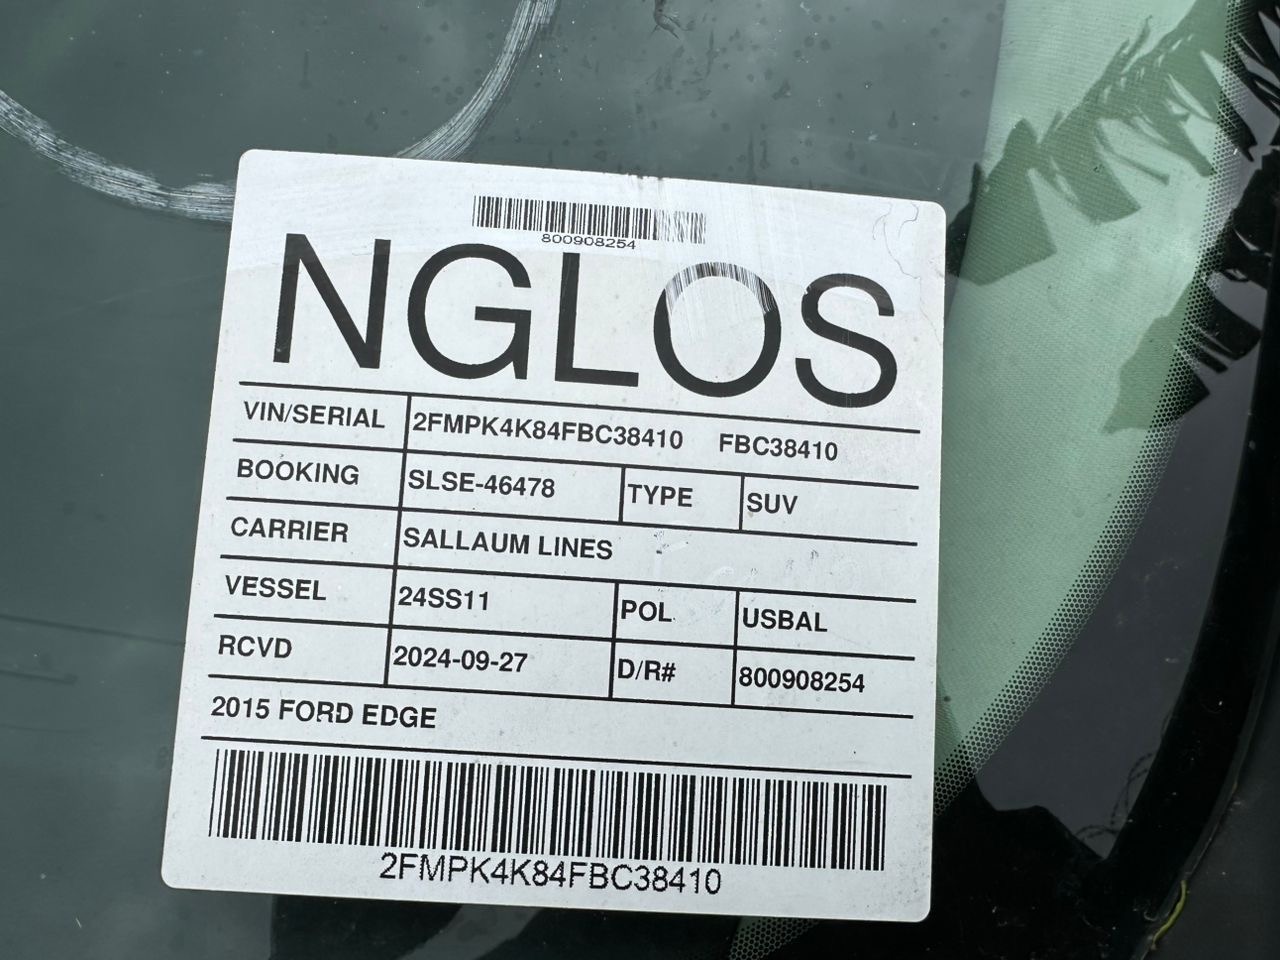 800908254
NGLOS
VIN/SERIAL 2FMPK4K84FBC38410 FBC38410
BOOKING SLSE-46478 TYPE SUV
CARRIER SALLAUM LINES
VESSEL 24SS11 POL USBAL
RCVD 2024-09-27 D/R# 800908254
2015 FORD EDGE
2FMPK4K84FBC38410